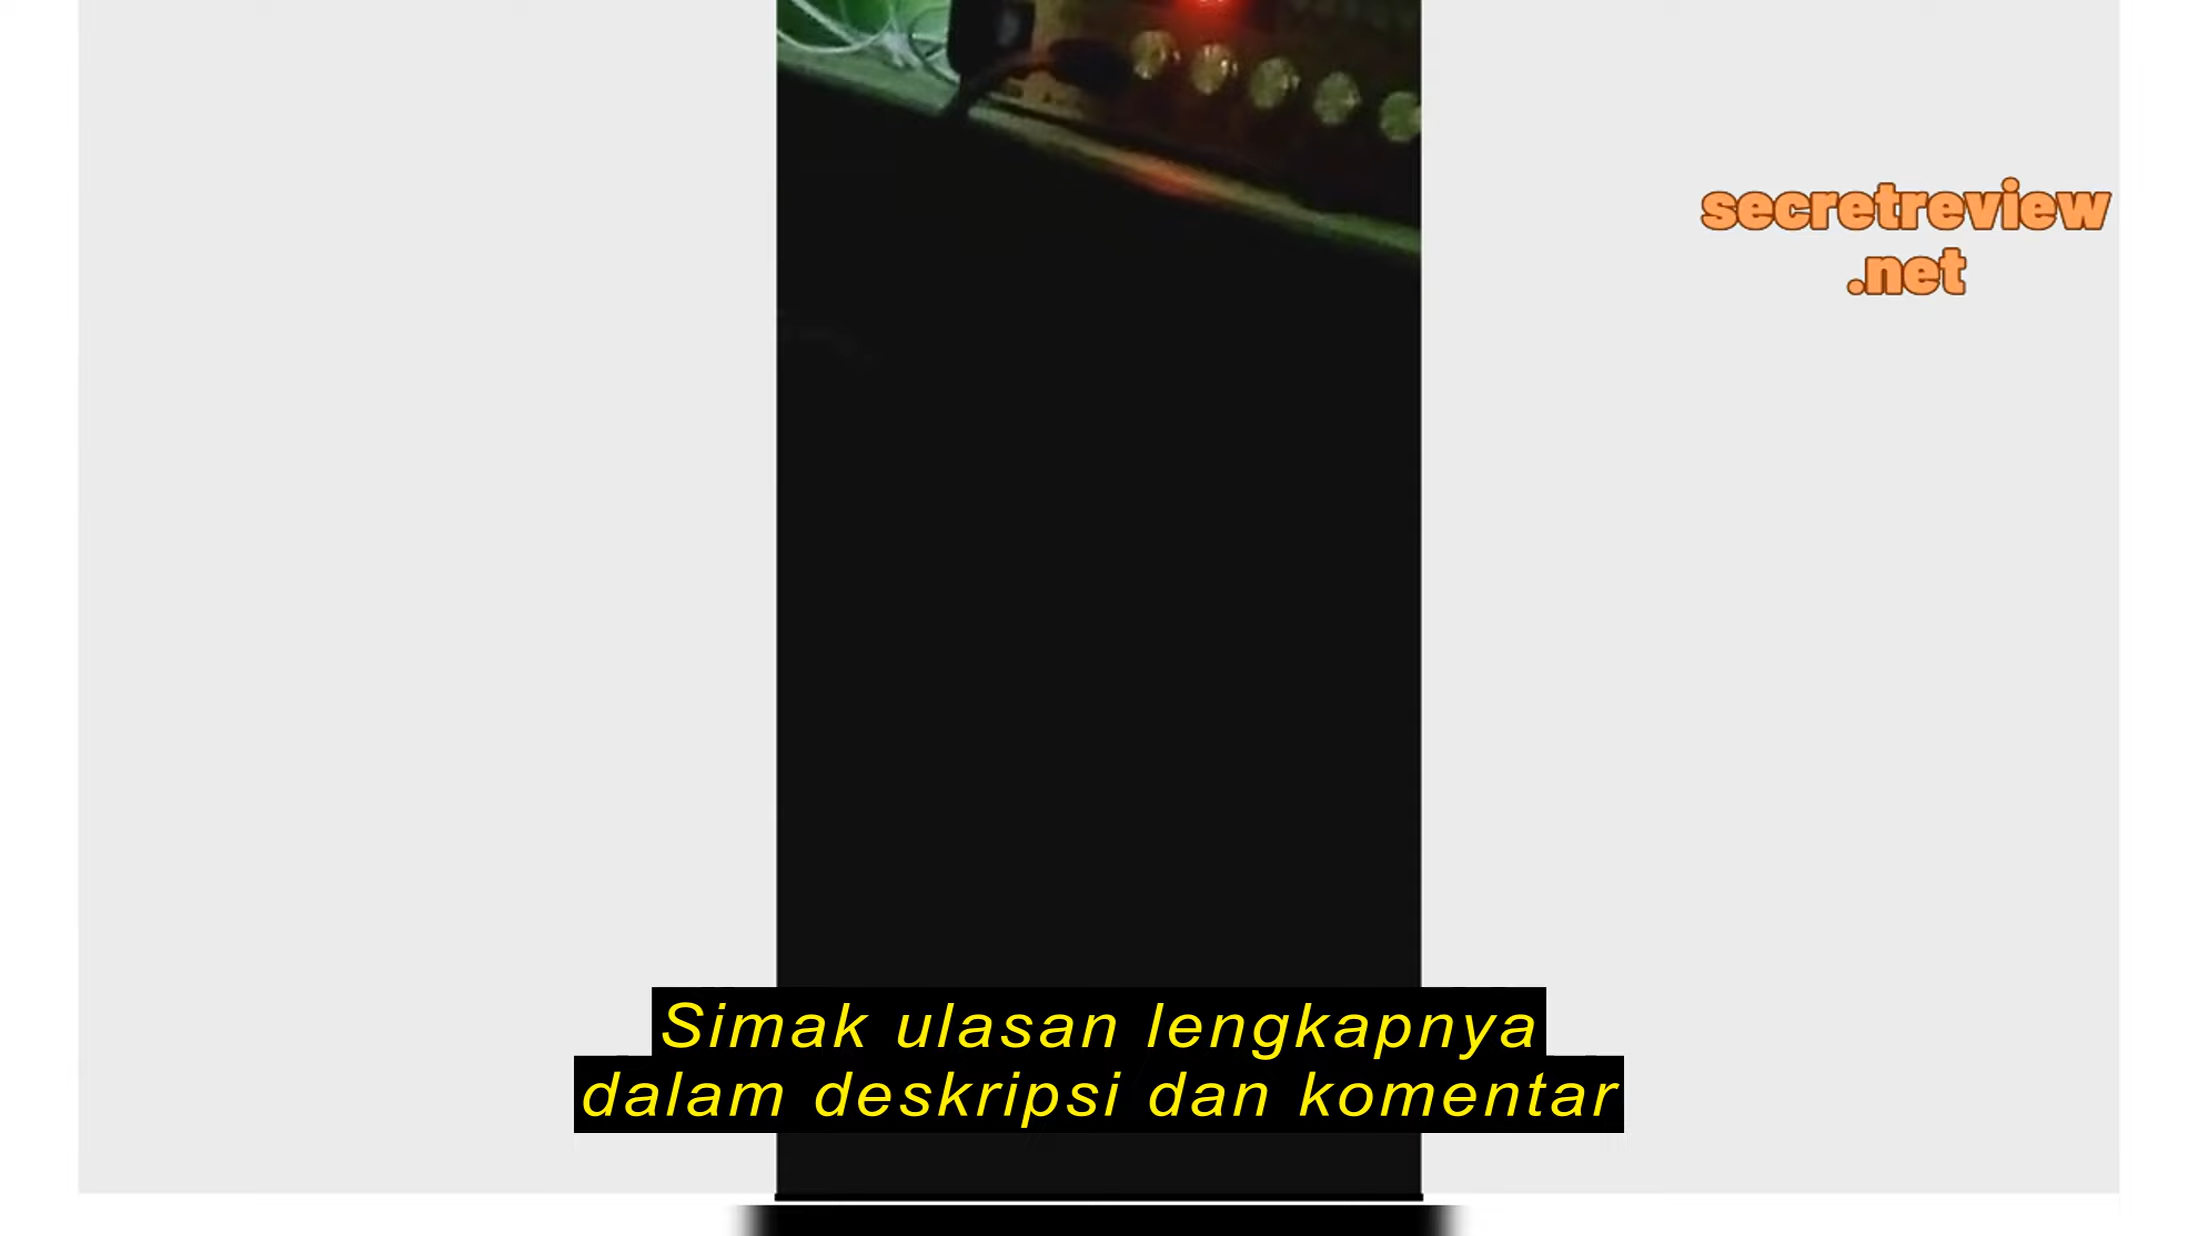 secretreview
.net
Simak ulasan lengkapnya
dalam deskripsi dan komentar